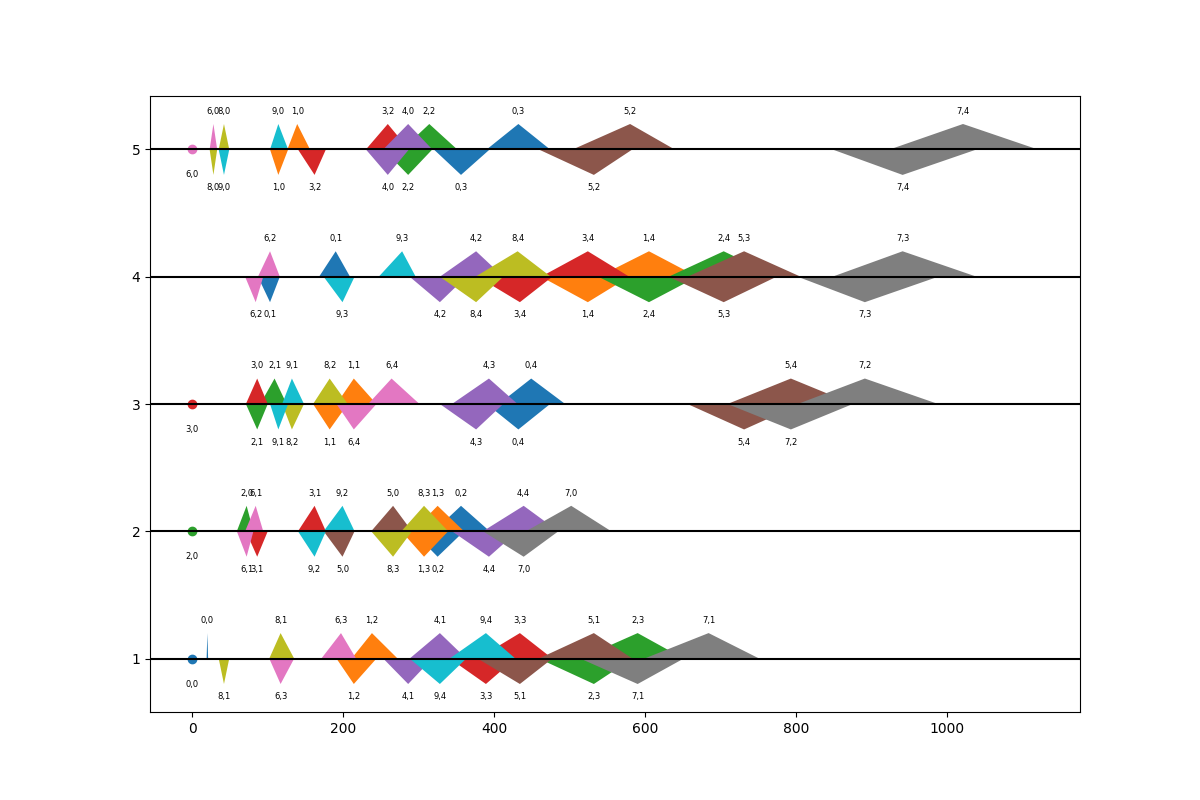 6,0 8,0 9,0 1,0 3,2 4,0 2,2 0,3 5,2 7,4
5
6,0 8,0 9,0 1,0 3,2 4,0 2,2 0,3 5,2 7,4
6,2 0,1 9,3 4,2 8,4 3,4 1,4 2,4 5,3 7,3
4
6,2 0,1 9,3 4,2 8,4 3,4 1,4 2,4 5,3 7,3
3,0 2,1 9,1 8,2 1,1 6,4 4,3 0,4 5,4 7,2
3
3,0 2,1 9,1 8,2 1,1 6,4 4,3 0,4 5,4 7,2
2,0 6,1 3,1 9,2 5,0 8,3 1,3 0,2 4,4 7,0
2
2,0 6,1 3,1 9,2 5,0 8,3 1,3 0,2 4,4 7,0
0,0 8,1 6,3 1,2 4,1 9,4 3,3 5,1 2,3 7,1
1
0,0 8,1 6,3 1,2 4,1 9,4 3,3 5,1 2,3 7,1
0 200 400 600 800 1000